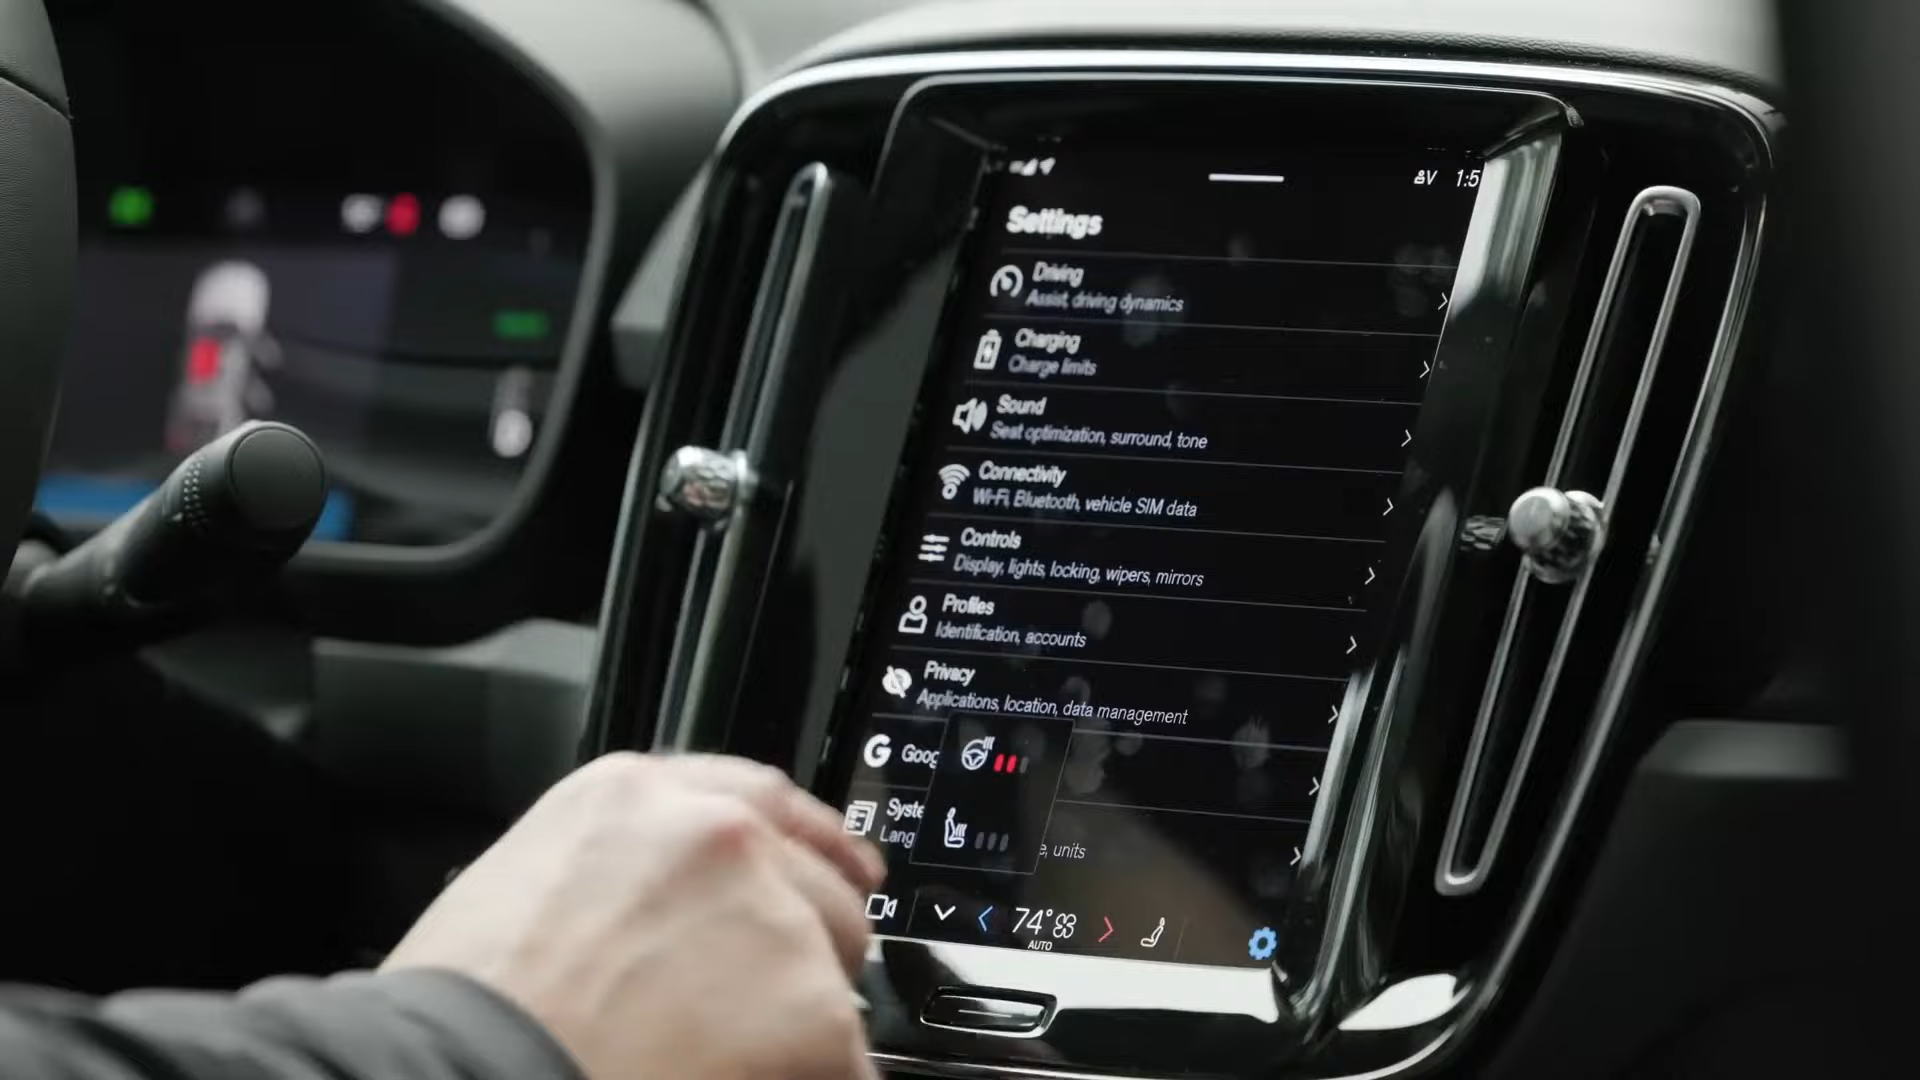 1:5
Settings
Driving
Assist, driving dynamics
Charging
Charge limits
Sound
Seat optimization, surround, tone
Connectivity
Wi-Fi, Bluetooth, vehicle SIM data
Controls
Display, lights, locking, wipers, mirrors
Profiles
Identification, accounts
Privacy
Applications, location, data management
G Goog
Syste
Lang e, units
74°
AUTO